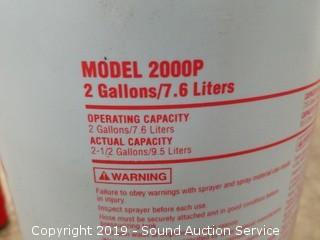 MODEL 2000P
2 Gallons/7.6 Liters
OPERATING CAPACITY
2 Gallons/7.6 Liters
ACTUAL CAPACITY
2-1/2 Gallons/9.5 Liters
WARNING
Failure to obey warnings with sprayer and spray material use
in injury.
Inspect sprayer before each use.
Hose must be securely attached and in good condition before
Copyright 2019 - Sound Auction Service